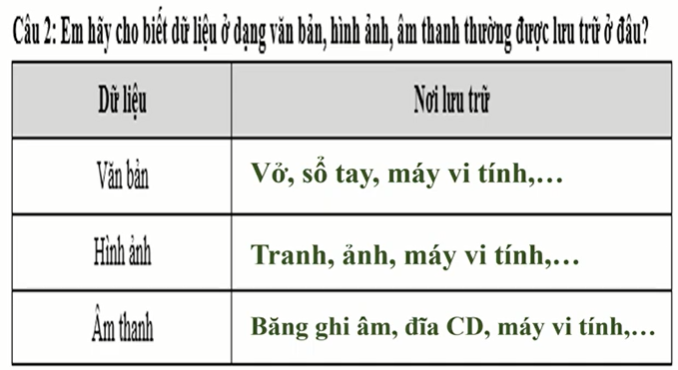 Câu 2: Em hãy cho biết dữ liệu ở dạng văn bản, hình ảnh, âm thanh thường được lưu trữ ở đâu?
Dữ liệu
Nơi lưu trữ
Văn bản
Vở, sổ tay, máy vi tính,...
Hình ảnh
Tranh, ảnh, máy vi tính,...
Âm thanh
Băng ghi âm, đĩa CD, máy vi tính,...